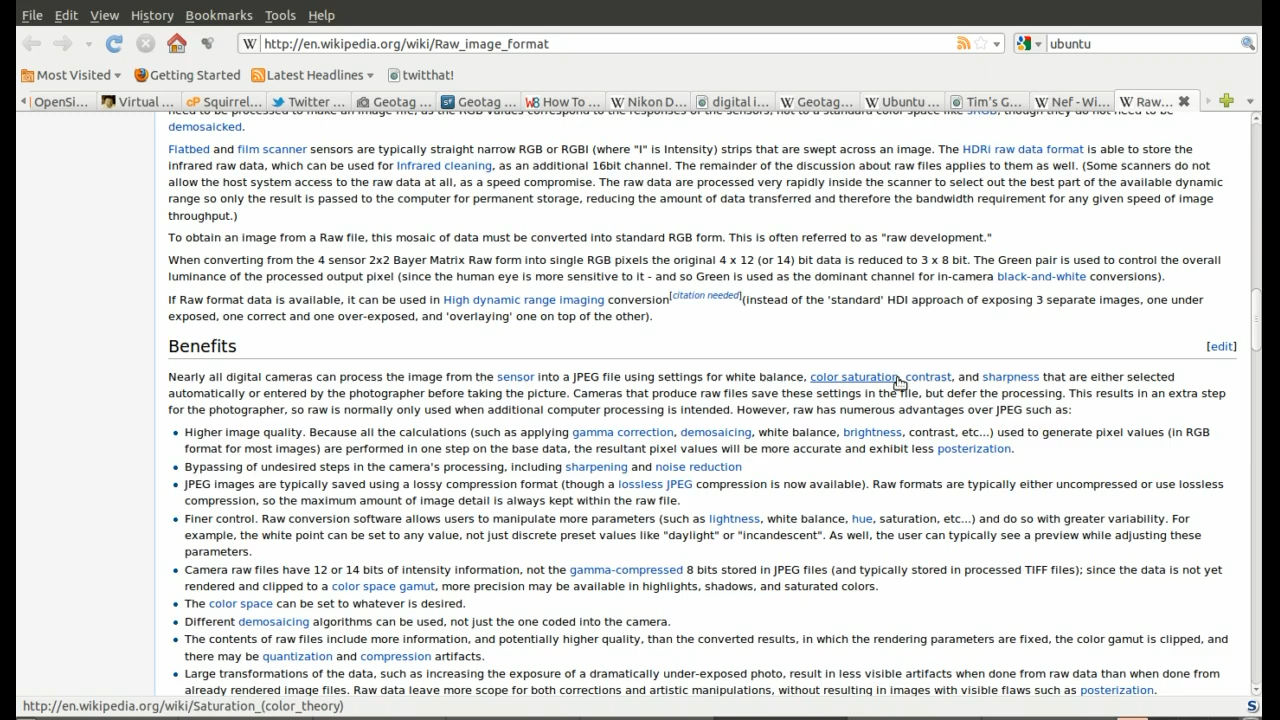 File Edit View History Bookmarks Tools Help
W http://en.wikipedia.org/wiki/Raw_image_format ubuntu
Most Visited Getting Started Latest Headlines twitthat!
OpenSi... Virtual ... cP Squirrel... Twitter ... Geotag ... Geotag ... W8 How To ... W Nikon D... digital i... W Geotag... W Ubuntu ... Tim's G... W Nef - Wi... W Raw...
need to be processed to make an image file, as the RGB values correspond to the responses of the sensors, not to a standard color space like sRGB, though they do not need to be
demosaicked.
Flatbed and film scanner sensors are typically straight narrow RGB or RGBI (where "I" is Intensity) strips that are swept across an image. The HDRi raw data format is able to store the
infrared raw data, which can be used for Infrared cleaning, as an additional 16bit channel. The remainder of the discussion about raw files applies to them as well. (Some scanners do not
allow the host system access to the raw data at all, as a speed compromise. The raw data are processed very rapidly inside the scanner to select out the best part of the available dynamic
range so only the result is passed to the computer for permanent storage, reducing the amount of data transferred and therefore the bandwidth requirement for any given speed of image
throughput.)
To obtain an image from a Raw file, this mosaic of data must be converted into standard RGB form. This is often referred to as "raw development."
When converting from the 4 sensor 2x2 Bayer Matrix Raw form into single RGB pixels the original 4 x 12 (or 14) bit data is reduced to 3 x 8 bit. The Green pair is used to control the overall
luminance of the processed output pixel (since the human eye is more sensitive to it - and so Green is used as the dominant channel for in-camera black-and-white conversions).
If Raw format data is available, it can be used in High dynamic range imaging conversion[citation needed](instead of the 'standard' HDI approach of exposing 3 separate images, one under
exposed, one correct and one over-exposed, and 'overlaying' one on top of the other).
Benefits [edit]
Nearly all digital cameras can process the image from the sensor into a JPEG file using settings for white balance, color saturation, contrast, and sharpness that are either selected
automatically or entered by the photographer before taking the picture. Cameras that produce raw files save these settings in the file, but defer the processing. This results in an extra step
for the photographer, so raw is normally only used when additional computer processing is intended. However, raw has numerous advantages over JPEG such as:
• Higher image quality. Because all the calculations (such as applying gamma correction, demosaicing, white balance, brightness, contrast, etc...) used to generate pixel values (in RGB
format for most images) are performed in one step on the base data, the resultant pixel values will be more accurate and exhibit less posterization.
• Bypassing of undesired steps in the camera's processing, including sharpening and noise reduction
• JPEG images are typically saved using a lossy compression format (though a lossless JPEG compression is now available). Raw formats are typically either uncompressed or use lossless
compression, so the maximum amount of image detail is always kept within the raw file.
• Finer control. Raw conversion software allows users to manipulate more parameters (such as lightness, white balance, hue, saturation, etc...) and do so with greater variability. For
example, the white point can be set to any value, not just discrete preset values like "daylight" or "incandescent". As well, the user can typically see a preview while adjusting these
parameters.
• Camera raw files have 12 or 14 bits of intensity information, not the gamma-compressed 8 bits stored in JPEG files (and typically stored in processed TIFF files); since the data is not yet
rendered and clipped to a color space gamut, more precision may be available in highlights, shadows, and saturated colors.
• The color space can be set to whatever is desired.
• Different demosaicing algorithms can be used, not just the one coded into the camera.
• The contents of raw files include more information, and potentially higher quality, than the converted results, in which the rendering parameters are fixed, the color gamut is clipped, and
there may be quantization and compression artifacts.
• Large transformations of the data, such as increasing the exposure of a dramatically under-exposed photo, result in less visible artifacts when done from raw data than when done from
already rendered image files. Raw data leave more scope for both corrections and artistic manipulations, without resulting in images with visible flaws such as posterization.
http://en.wikipedia.org/wiki/Saturation_(color_theory) S